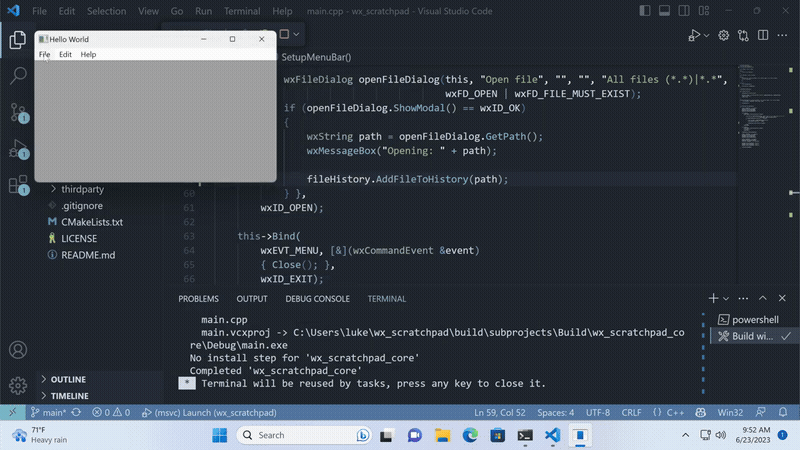 File Edit Selection View Go Run Terminal Help main.cpp - wx_scratchpad - Visual Studio Code
Hello World
File Edit Help
SetupMenuBar()
wxFileDialog openFileDialog(this, "Open file", "", "", "All files (*.*)|*.*",
wxFD_OPEN | wxFD_FILE_MUST_EXIST);
if (openFileDialog.ShowModal() == wxID_OK)
{
wxString path = openFileDialog.GetPath();
wxMessageBox("Opening: " + path);
fileHistory.AddFileToHistory(path);
60 } },
61 wxID_OPEN);
62
63 this->Bind(
64 wxEVT_MENU, [&](wxCommandEvent &event)
65 { Close(); },
66 wxID_EXIT);
1
1
1
thirdparty
.gitignore
CMakeLists.txt
LICENSE
README.md
OUTLINE
TIMELINE
PROBLEMS OUTPUT DEBUG CONSOLE TERMINAL
main.cpp
main.vcxproj -> C:\Users\luke\wx_scratchpad\build\subprojects\Build\wx_scratchpad_co
re\Debug\main.exe
No install step for 'wx_scratchpad_core'
Completed 'wx_scratchpad_core'
* Terminal will be reused by tasks, press any key to close it.
powershell
Build wi...
main* 0 0 (msvc) Launch (wx_scratchpad) Ln 59, Col 52 Spaces: 4 UTF-8 CRLF {} C++ Win32
71°F
Heavy rain
Search
9:52 AM
6/23/2023
1